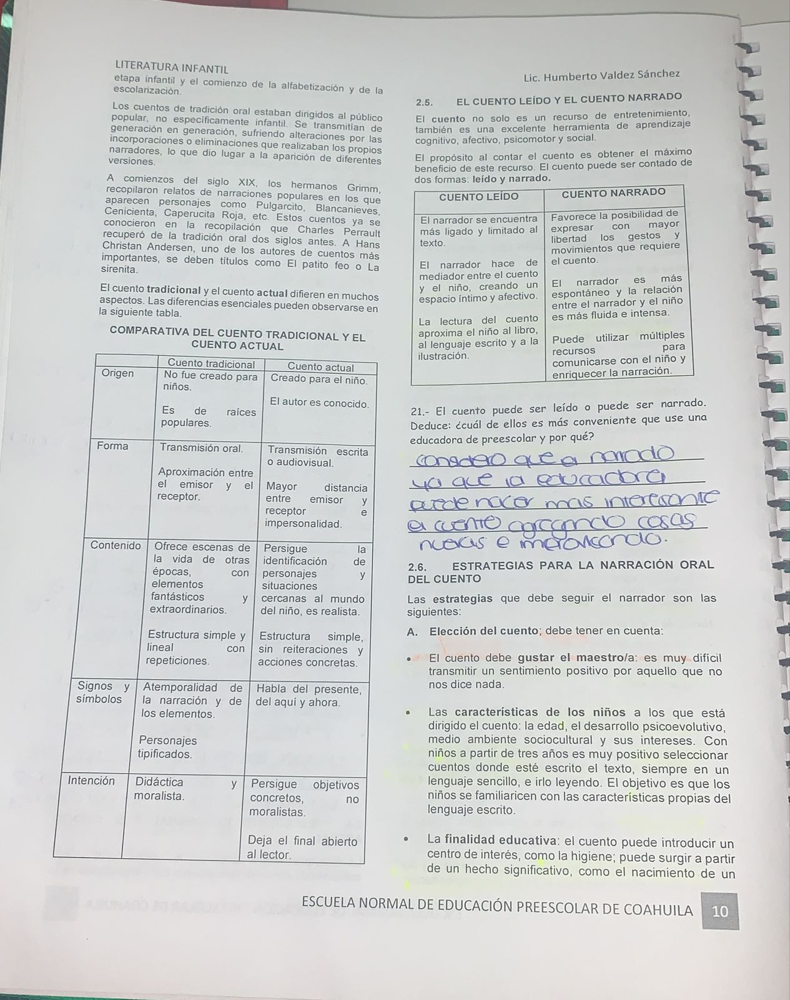 LITERATURA INFANTIL
etapa infantil y el comienzo de la alfabetización y de la
escolarización.
Los cuentos de tradición oral estaban dirigidos al público
popular, no específicamente infantil. Se transmitían de
generación en generación, sufriendo alteraciones por las
incorporaciones o eliminaciones que realizaban los propios
narradores, lo que dio lugar a la aparición de diferentes
versiones.
A comienzos del siglo XIX, los hermanos Grimm,
recopilaron relatos de narraciones populares en los que
aparecen personajes como Pulgarcito, Blancanieves,
Cenicienta, Caperucita Roja, etc. Estos cuentos ya se
conocieron en la recopilación que Charles Perrault
recuperó de la tradición oral dos siglos antes. A Hans
Christan Andersen, uno de los autores de cuentos más
importantes, se deben títulos como El patito feo o La
sirenita.
El cuento tradicional y el cuento actual difieren en muchos
aspectos. Las diferencias esenciales pueden observarse en
la siguiente tabla.
COMPARATIVA DEL CUENTO TRADICIONAL Y EL
CUENTO ACTUAL
Cuento tradicional
Cuento actual
Origen
No fue creado para
niños.
Es de raíces
populares.
Creado para el niño.
El autor es conocido.
Forma
Transmisión oral.
Aproximación entre
el emisor y el
receptor.
Transmisión escrita
o audiovisual.
Mayor distancia
entre emisor y
receptor e
impersonalidad.
Contenido
Ofrece escenas de
la vida de otras
épocas, con
elementos
fantásticos y
extraordinarios.
Estructura simple y
lineal con
repeticiones.
Persigue la
identificación de
personajes y
situaciones
cercanas al mundo
del niño, es realista.
Estructura simple,
sin reiteraciones y
acciones concretas.
Signos y
símbolos
Atemporalidad de
la narración y de
los elementos.
Personajes
tipificados.
Habla del presente,
del aquí y ahora.
Intención
Didáctica y
moralista.
Persigue objetivos
concretos, no
moralistas.
Deja el final abierto
al lector.
Lic. Humberto Valdez Sánchez
2.5. EL CUENTO LEÍDO Y EL CUENTO NARRADO
El cuento no solo es un recurso de entretenimiento,
también es una excelente herramienta de aprendizaje
cognitivo, afectivo, psicomotor y social.
El propósito al contar el cuento es obtener el máximo
beneficio de este recurso. El cuento puede ser contado de
dos formas: leído y narrado.
CUENTO LEÍDO
CUENTO NARRADO
El narrador se encuentra
más ligado y limitado al
texto.
El narrador hace de
mediador entre el cuento
y el niño, creando un
espacio íntimo y afectivo.
La lectura del cuento
aproxima el niño al libro,
al lenguaje escrito y a la
ilustración.
Favorece la posibilidad de
expresar con mayor
libertad los gestos y
movimientos que requiere
el cuento.
El narrador es más
espontáneo y la relación
entre el narrador y el niño
es más fluida e intensa.
Puede utilizar múltiples
recursos para
comunicarse con el niño y
enriquecer la narración.
21.- El cuento puede ser leído o puede ser narrado.
Deduce: ¿cuál de ellos es más conveniente que use una
educadora de preescolar y por qué?
considero que el narrado
ya que la educadora
puede hacer mas interesante
el cuento agregando cosas
nuevas e
2.6. ESTRATEGIAS PARA LA NARRACIÓN ORAL
DEL CUENTO
Las estrategias que debe seguir el narrador son las
siguientes:
A. Elección del cuento; debe tener en cuenta:
• El cuento debe gustar el maestro/a: es muy difícil
transmitir un sentimiento positivo por aquello que no
nos dice nada.
• Las características de los niños a los que está
dirigido el cuento: la edad, el desarrollo psicoevolutivo,
medio ambiente sociocultural y sus intereses. Con
niños a partir de tres años es muy positivo seleccionar
cuentos donde esté escrito el texto, siempre en un
lenguaje sencillo, e irlo leyendo. El objetivo es que los
niños se familiaricen con las características propias del
lenguaje escrito.
• La finalidad educativa: el cuento puede introducir un
centro de interés, como la higiene; puede surgir a partir
de un hecho significativo, como el nacimiento de un
ESCUELA NORMAL DE EDUCACIÓN PREESCOLAR DE COAHUILA 10